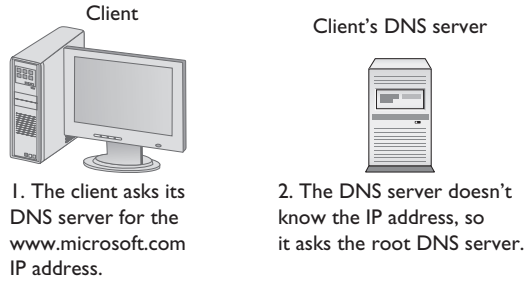 Client
1. The client asks its
DNS server for the
www.microsoft.com
IP address.
Client’s DNS server
2. The DNS server doesn’t
know the IP address, so
it asks the root DNS server.